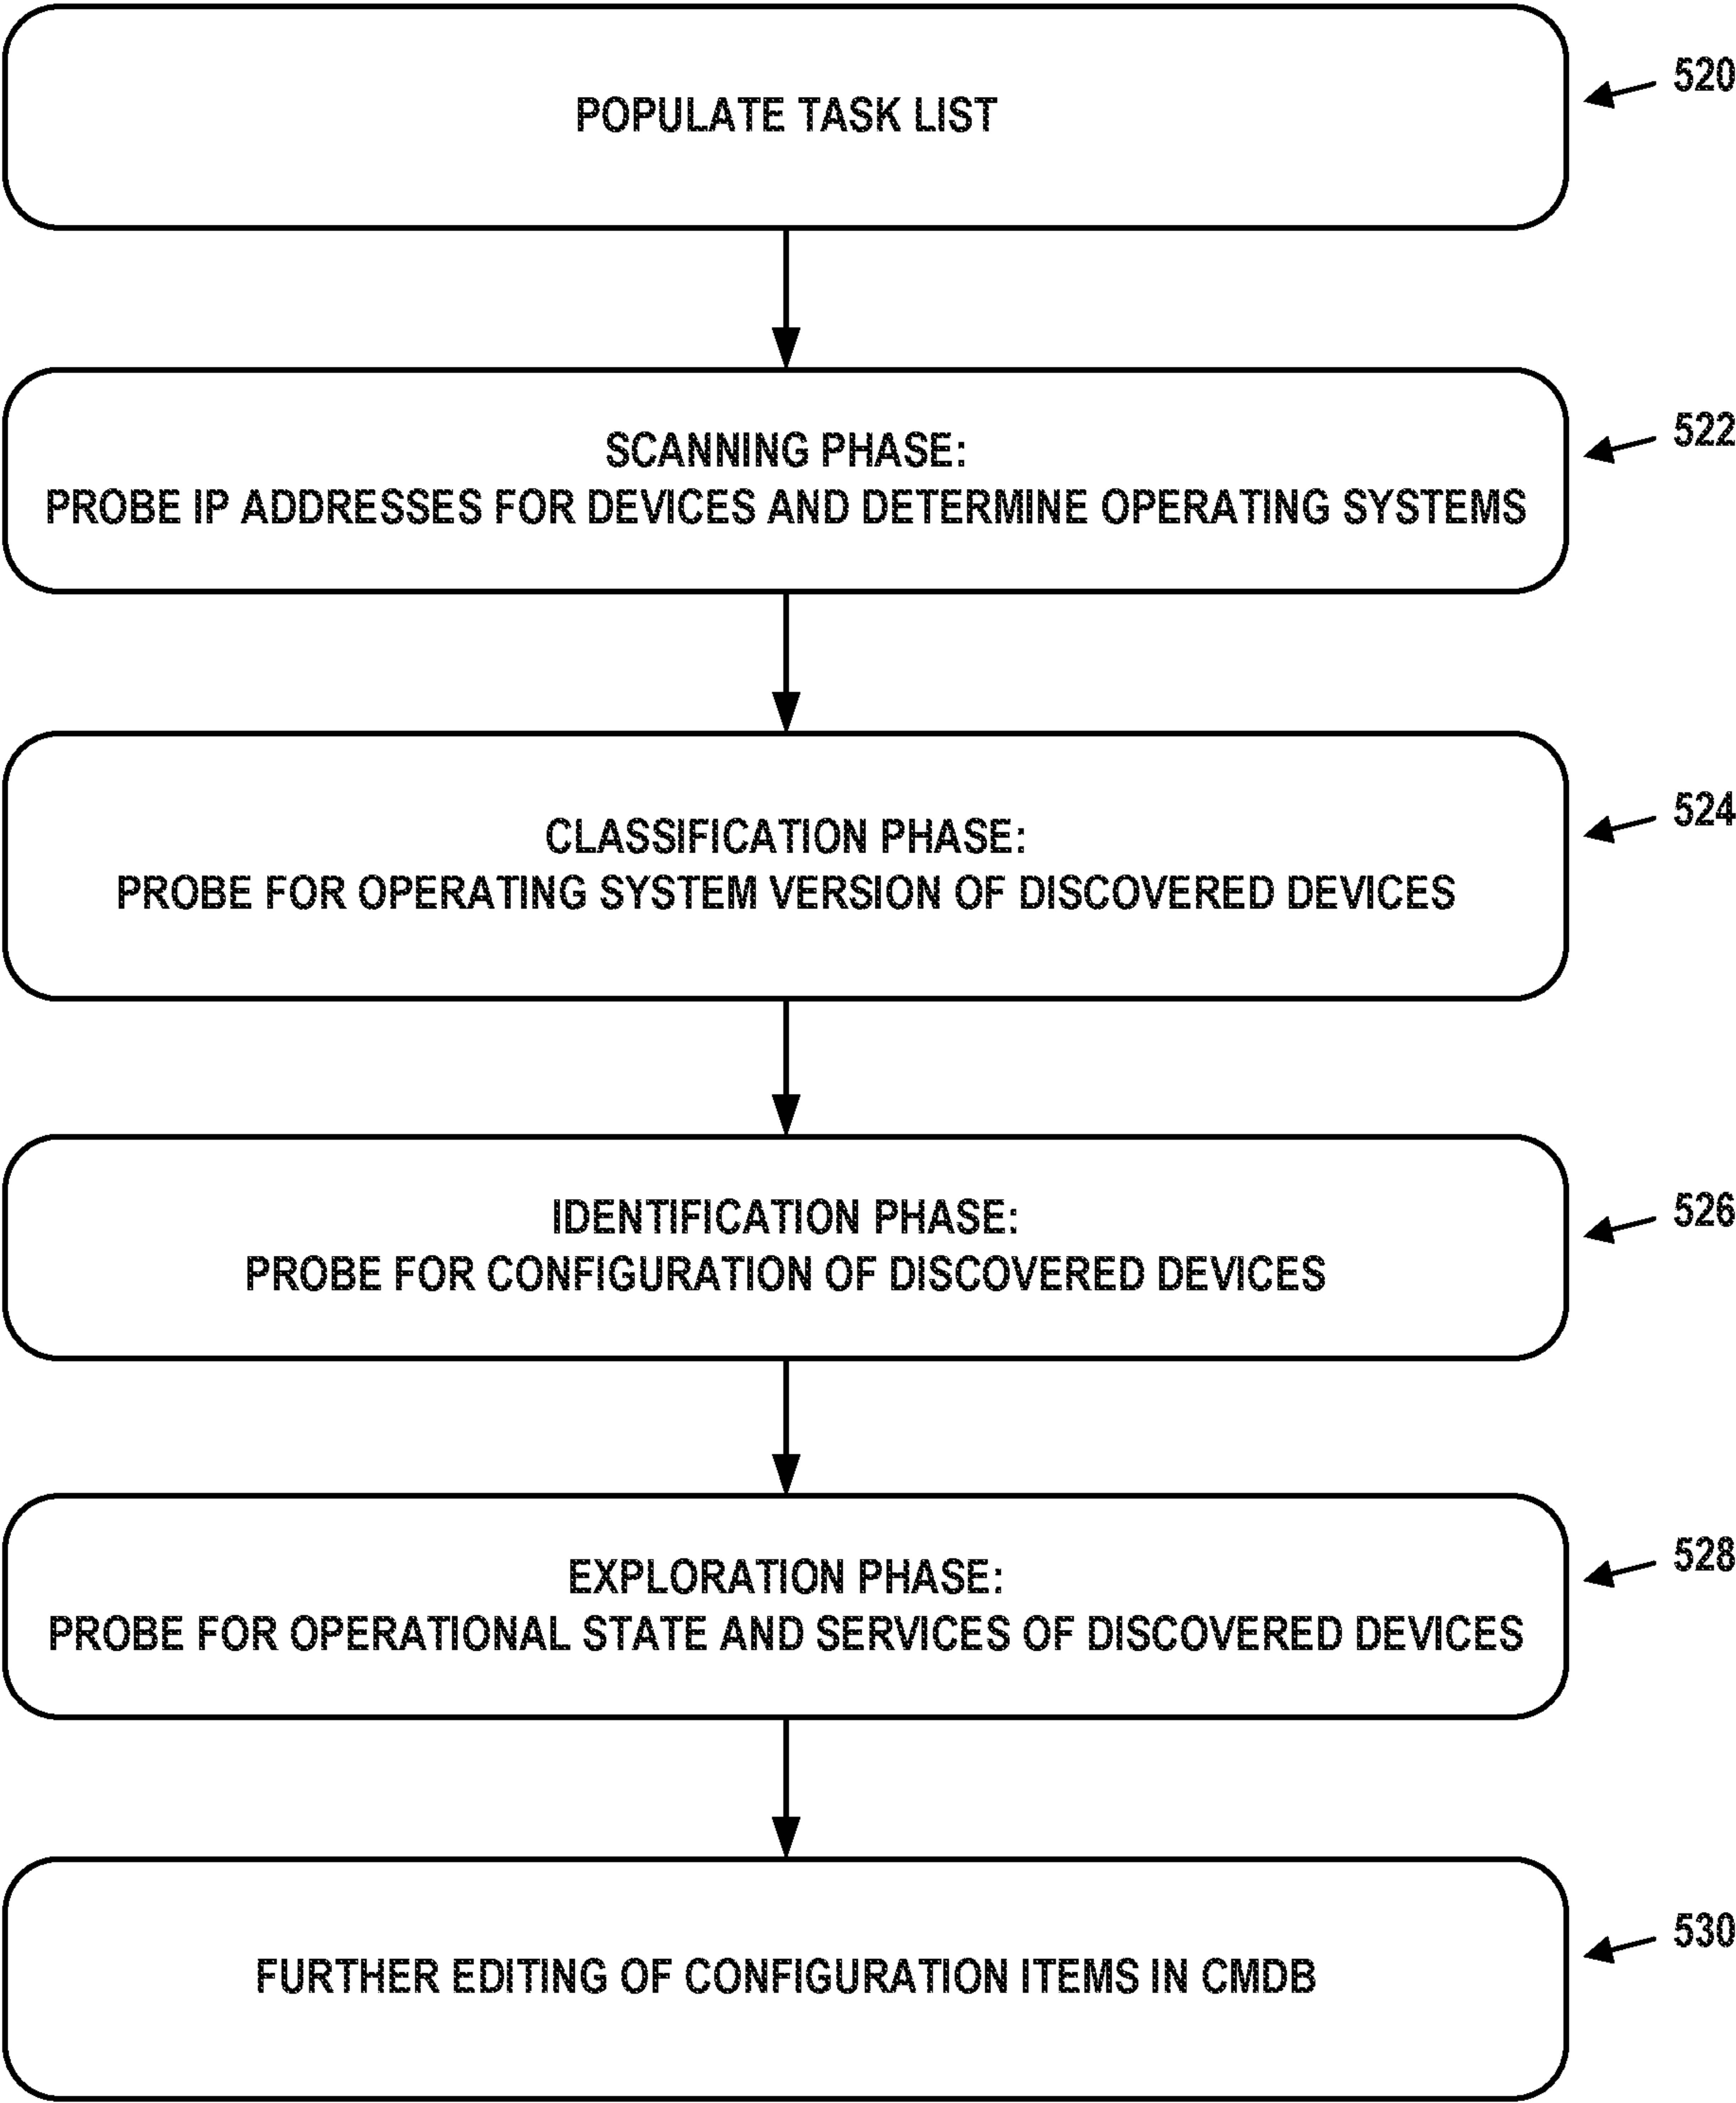 POPULATE TASK LIST
520
SCANNING PHASE:
PROBE IP ADDRESSES FOR DEVICES AND DETERMINE OPERATING SYSTEMS
522
CLASSIFICATION PHASE:
PROBE FOR OPERATING SYSTEM VERSION OF DISCOVERED DEVICES
524
IDENTIFICATION PHASE:
PROBE FOR CONFIGURATION OF DISCOVERED DEVICES
526
EXPLORATION PHASE:
PROBE FOR OPERATIONAL STATE AND SERVICES OF DISCOVERED DEVICES
528
FURTHER EDITING OF CONFIGURATION ITEMS IN CMDB
530